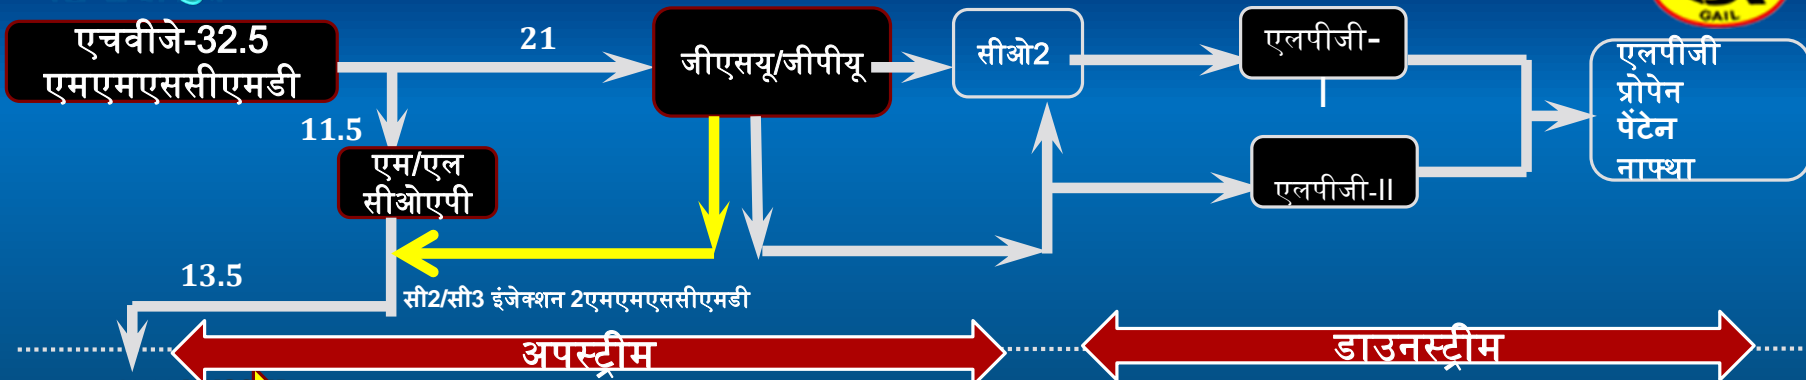 GAIL
एचवीजे-32.5
एमएमएससीएमडी
21
जीएसयू/जीपीयू
सीओ2
एलपीजी-
I
एलपीजी
प्रोपेन
पेंटेन
नाफ्था
11.5
एम/एल
सीओएपी
एलपीजी-II
13.5
सी2/सी3 इंजेक्शन 2एमएमएससीएमडी
अपस्ट्रीम
डाउनस्ट्रीम